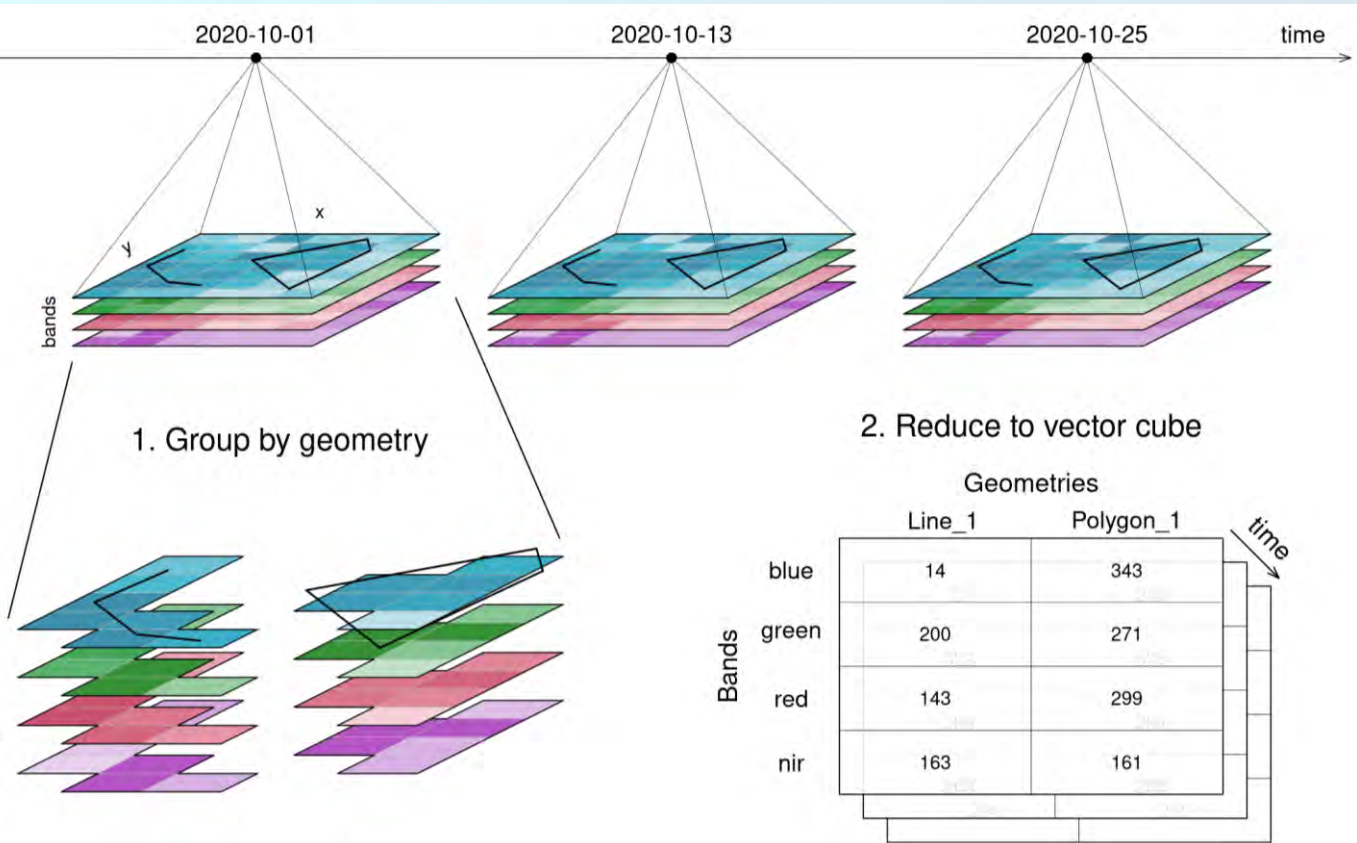 2020-10-01 2020-10-13 2020-10-25 time
x
y
bands
1. Group by geometry
2. Reduce to vector cube
Geometries
Line_1 Polygon_1
time
Bands
blue 14 343
green 200 271
red 143 299
nir 163 161